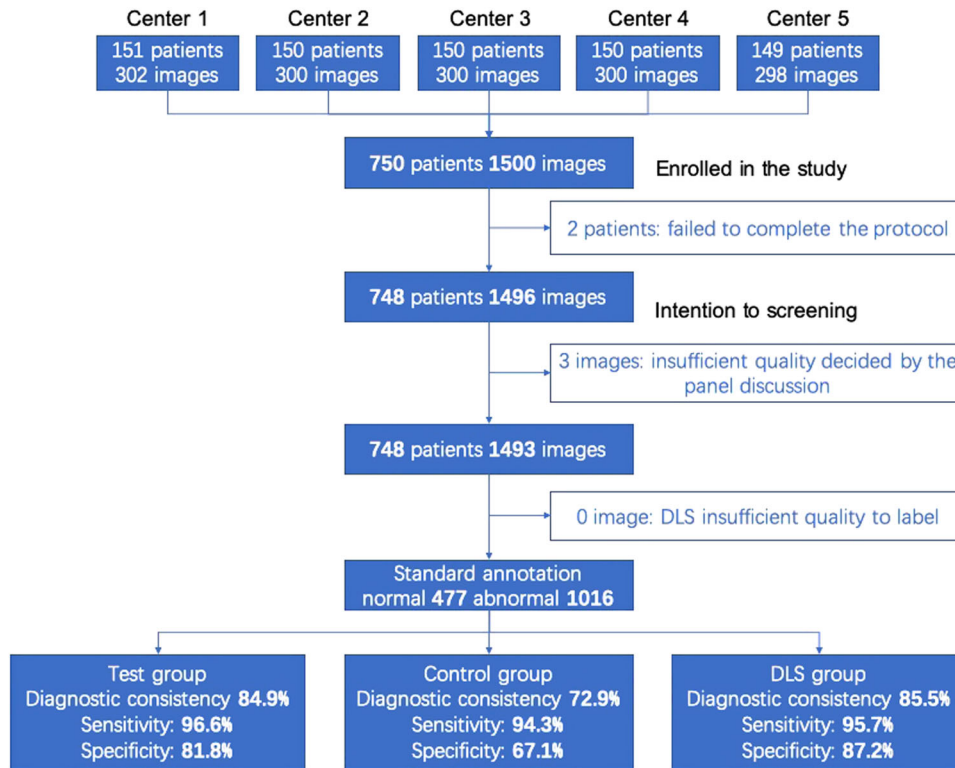 Center 1
Center 2
Center 3
Center 4
Center 5
151 patients
302 images
150 patients
300 images
150 patients
300 images
150 patients
300 images
149 patients
298 images
750 patients 1500 images
Enrolled in the study
2 patients: failed to complete the protocol
748 patients 1496 images
Intention to screening
3 images: insufficient quality decided by the
panel discussion
748 patients 1493 images
0 image: DLS insufficient quality to label
Standard annotation
normal 477 abnormal 1016
Test group
Diagnostic consistency 84.9%
Sensitivity: 96.6%
Specificity: 81.8%
Control group
Diagnostic consistency 72.9%
Sensitivity: 94.3%
Specificity: 67.1%
DLS group
Diagnostic consistency 85.5%
Sensitivity: 95.7%
Specificity: 87.2%